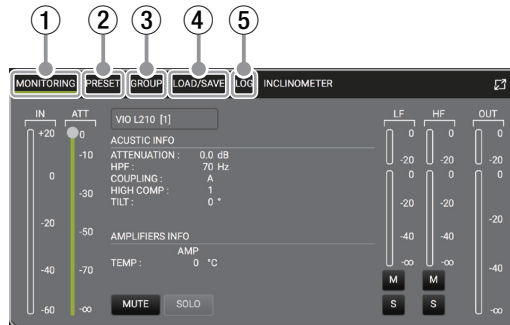 1 2 3 4 5
MONITORING PRESET GROUP LOAD/SAVE LOG INCLINOMETER
IN ATT VIO L210 [1] LF HF OUT
+20 0 ACUSTIC INFO 0 0 0
-10 ATTENUATION : 0.0 dB -20 -20
HPF : 70 Hz
0 COUPLING : A 0 0
-30 HIGH COMP : 1
TILT : 0 ° -20 -20
-20 -20
-50 AMPLIFIERS INFO -40 -40
AMP
-40 -70 TEMP : 0 °C -∞ -∞ -40
M M
-60 -∞ MUTE SOLO S S -∞